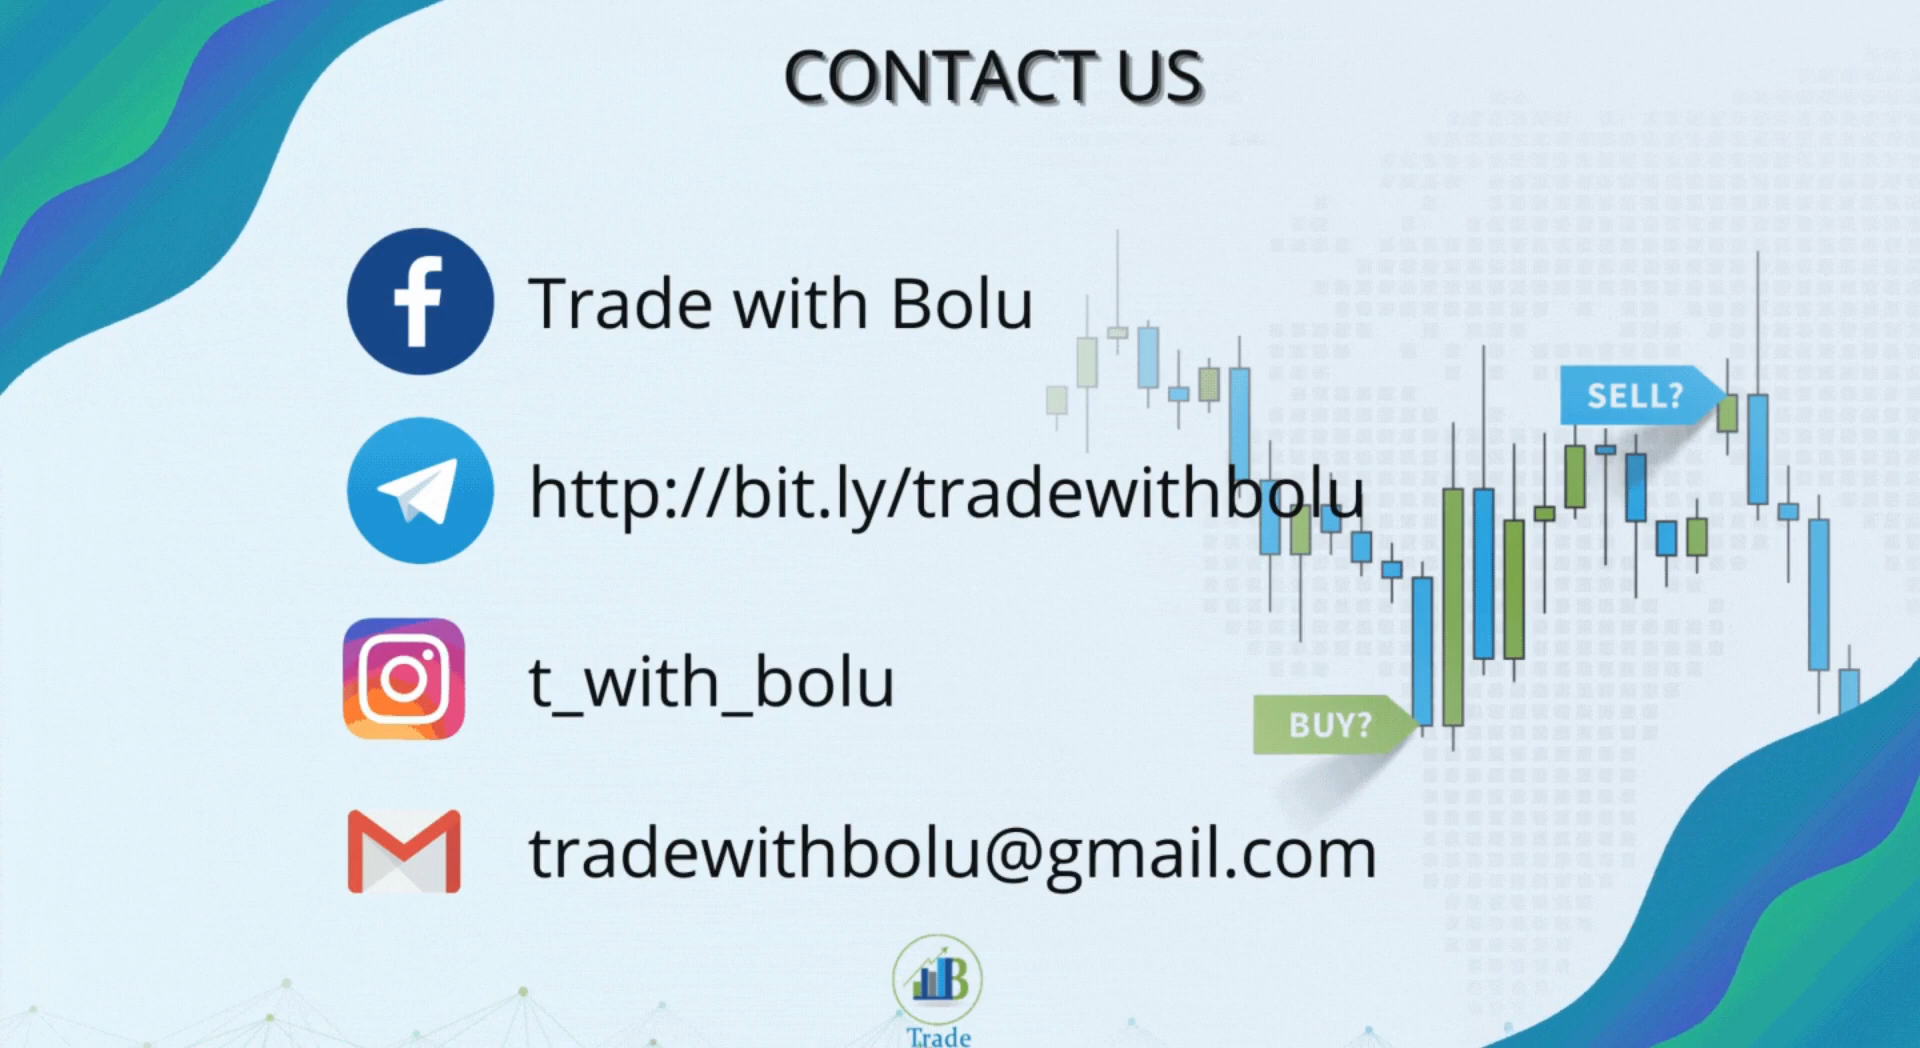 CONTACT US
Trade with Bolu
http://bit.ly/tradewithbolu
SELL?
t_with_bolu
BUY?
tradewithbolu@gmail.com
B
Trade